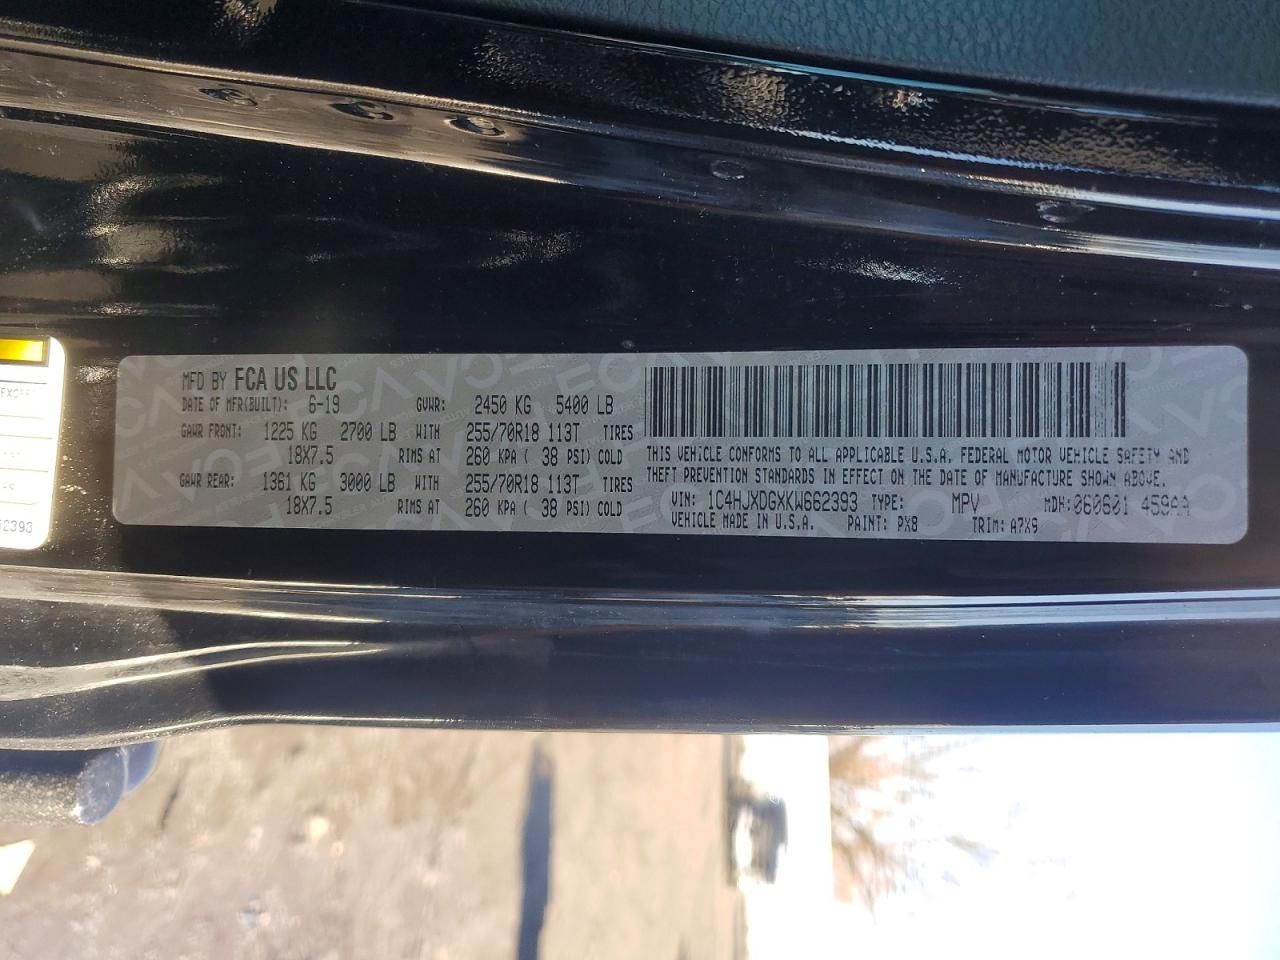 MFD BY FCA US LLC
DATE OF MFR(BUILT): 6-19 GVWR: 2450 KG 5400 LB
GAWR FRONT: 1225 KG 2700 LB WITH 255/70R18 113T TIRES
18X7.5 RIMS AT 260 KPA ( 38 PSI) COLD
GAWR REAR: 1361 KG 3000 LB WITH 255/70R18 113T TIRES
18X7.5 RIMS AT 260 KPA ( 38 PSI) COLD
THIS VEHICLE CONFORMS TO ALL APPLICABLE U.S.A. FEDERAL MOTOR VEHICLE SAFETY AND
THEFT PREVENTION STANDARDS IN EFFECT ON THE DATE OF MANUFACTURE SHOWN ABOVE.
VIN: 1C4HJXDGXKW662393 TYPE: MPV MDH:060601 459AA
VEHICLE MADE IN U.S.A. PAINT: PX8 TRIM: A7X9